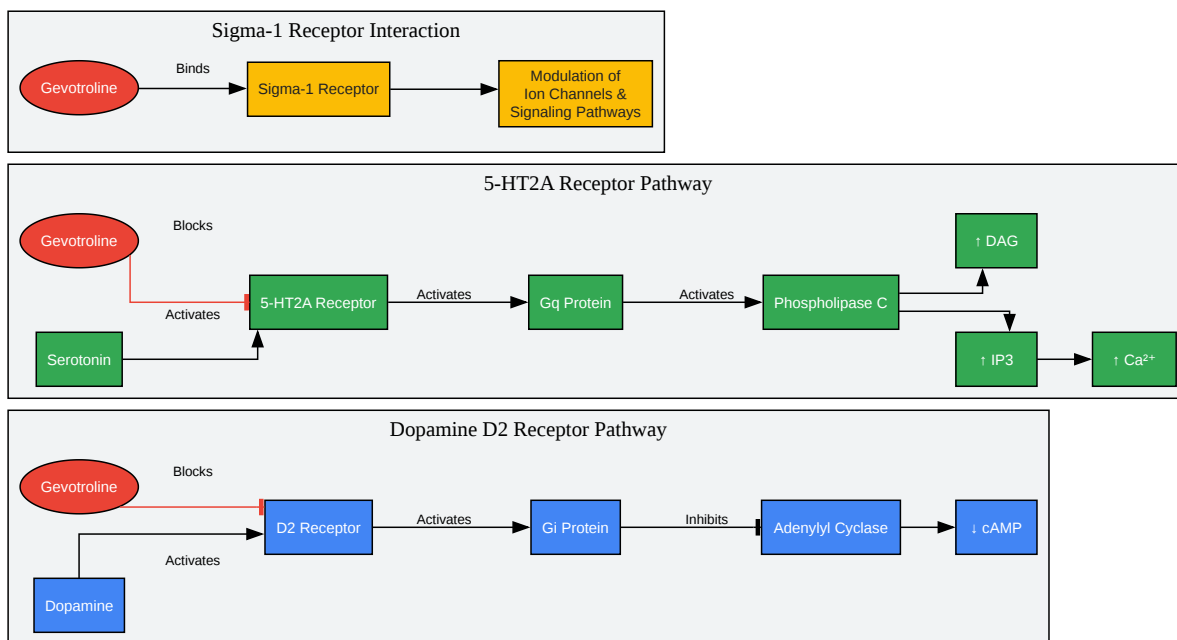 Sigma-1 Receptor Interaction
Gevotroline
Binds
Sigma-1 Receptor
Modulation of
Ion Channels &
Signaling Pathways
5-HT2A Receptor Pathway
Gevotroline
Blocks
↑ DAG
Activates
5-HT2A Receptor
Activates
Gq Protein
Activates
Phospholipase C
Serotonin
↑ IP3
↑ Ca²⁺
Dopamine D2 Receptor Pathway
Gevotroline
Blocks
D2 Receptor
Activates
Gi Protein
Inhibits
Adenylyl Cyclase
↓ cAMP
Activates
Dopamine